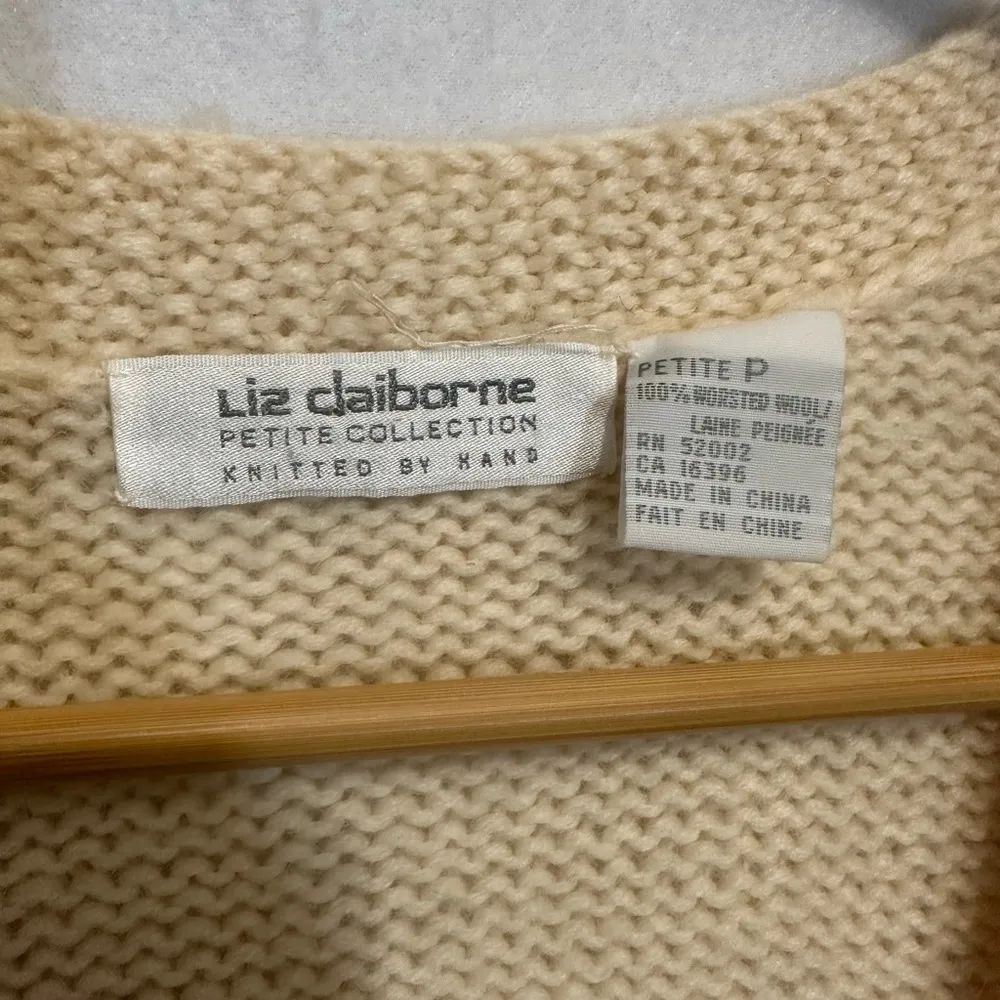 Liz claiborne
PETITE COLLECTION
KNITTED BY HAND
PETITE P
100% WORSTED WOOL/
LAINE PEIGNÉE
RN 52002
CA 16396
MADE IN CHINA
FAIT EN CHINE